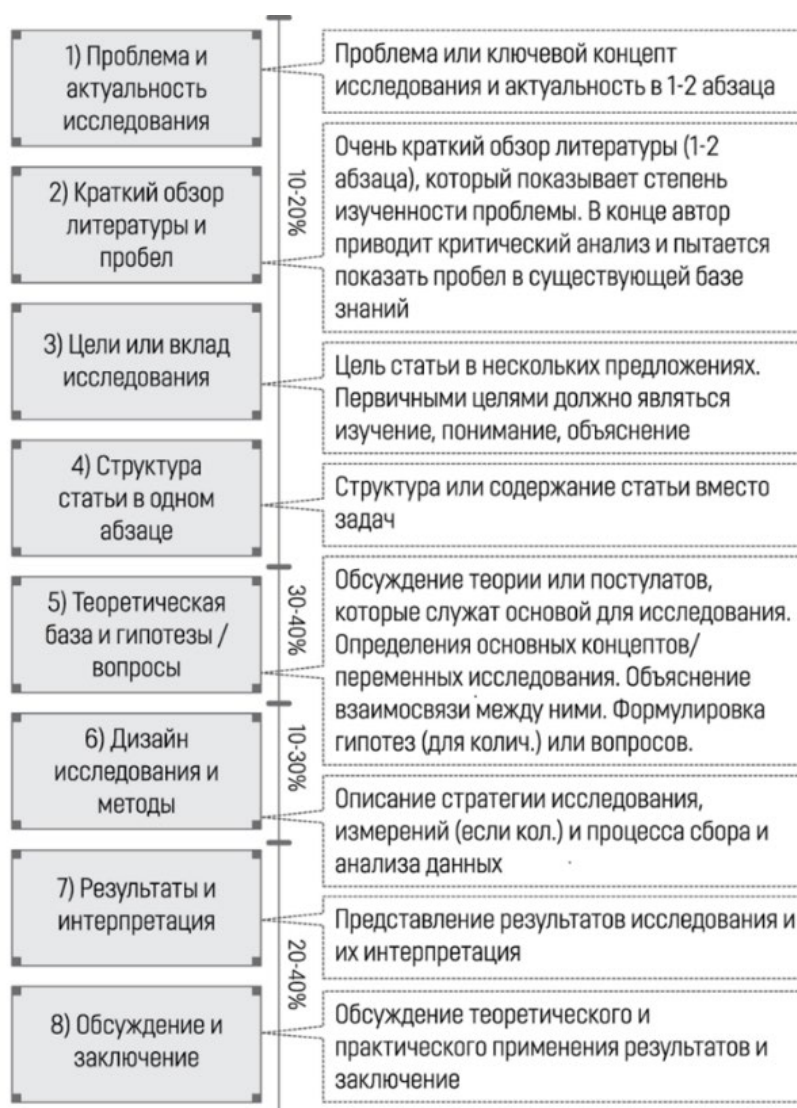 1) Проблема и
актуальность
исследования
Проблема или ключевой концепт
исследования и актуальность в 1-2 абзаца
10-20%
2) Краткий обзор
литературы и
пробел
Очень краткий обзор литературы (1-2
абзаца), который показывает степень
изученности проблемы. В конце автор
приводит критический анализ и пытается
показать пробел в существующей базе
знаний
3) Цели или вклад
исследования
Цель статьи в нескольких предложениях.
Первичными целями должно являться
изучение, понимание, объяснение
4) Структура
статьи в одном
абзаце
Структура или содержание статьи вместо
задач
30-40%
5) Теоретическая
база и гипотезы /
вопросы
Обсуждение теории или постулатов,
которые служат основой для исследования.
Определения основных концептов/
переменных исследования. Объяснение
взаимосвязи между ними. Формулировка
гипотез (для колич.) или вопросов.
10-30%
6) Дизайн
исследования и
методы
Описание стратегии исследования,
измерений (если кол.) и процесса сбора и
анализа данных
20-40%
7) Результаты и
интерпретация
Представление результатов исследования и
их интерпретация
8) Обсуждение и
заключение
Обсуждение теоретического и
практического применения результатов и
заключение